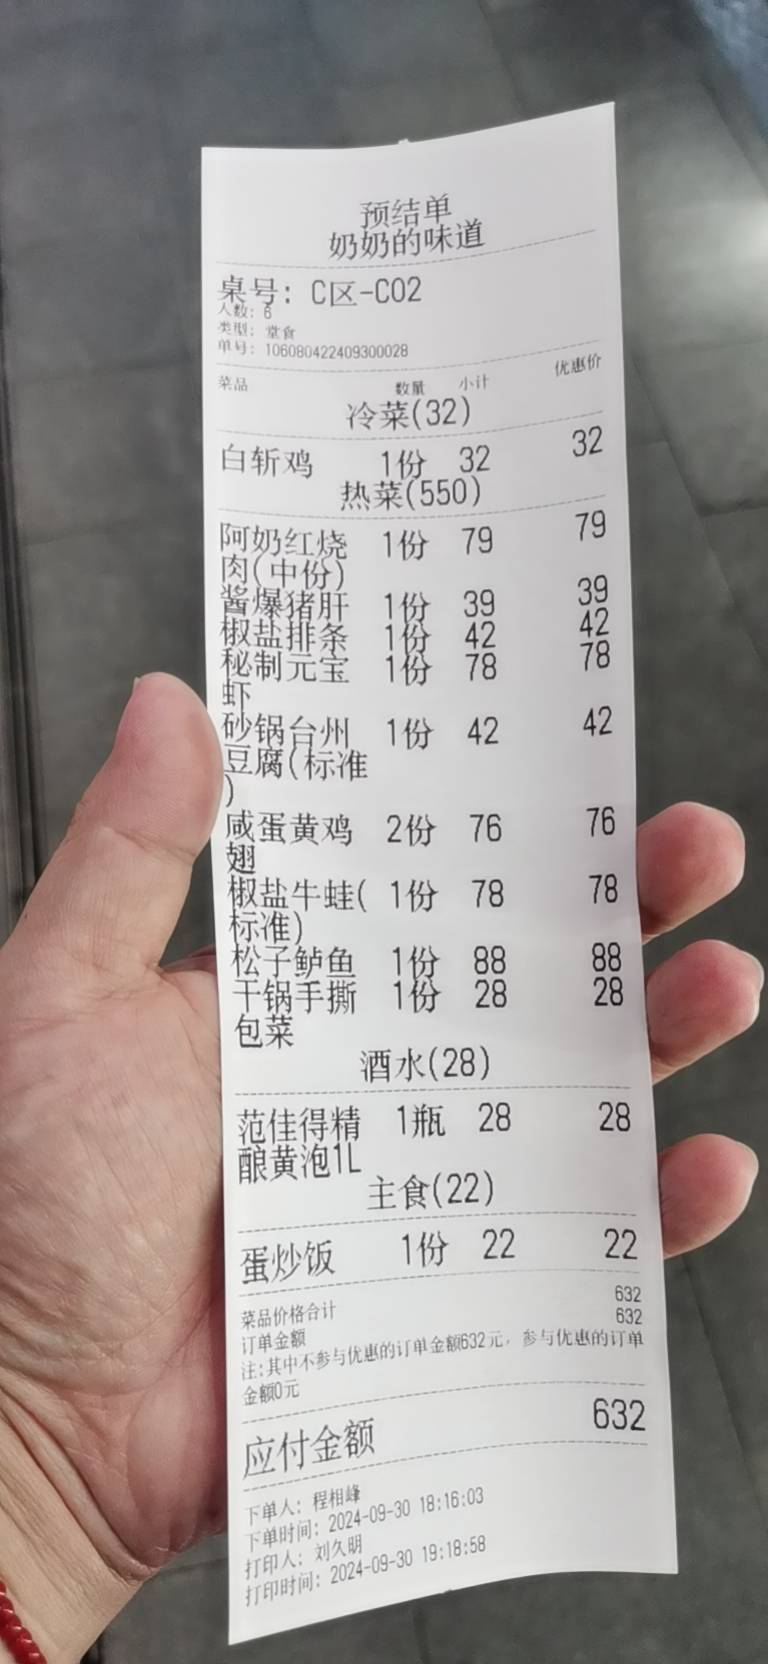 预结单
奶奶的味道
桌号: C区-C02
人数: 6
类型: 堂食
单号: 106080422409300028
菜品 数量 小计 优惠价
冷菜(32)
白斩鸡 1份 32 32
热菜(550)
阿奶红烧 1份 79 79
肉(中份)
酱爆猪肝 1份 39 39
椒盐排条 1份 42 42
秘制元宝 1份 78 78
虾
砂锅台州 1份 42 42
豆腐(标准
)
咸蛋黄鸡 2份 76 76
翅
椒盐牛蛙( 1份 78 78
标准)
松子鲈鱼 1份 88 88
干锅手撕 1份 28 28
包菜
酒水(28)
范佳得精 1瓶 28 28
酿黄泡1L
主食(22)
蛋炒饭 1份 22 22
菜品价格合计 632
订单金额 632
注:其中不参与优惠的订单金额632元，参与优惠的订单
金额0元
应付金额 632
下单人: 程相峰
下单时间: 2024-09-30 18:16:03
打印人: 刘久明
打印时间: 2024-09-30 19:18:58